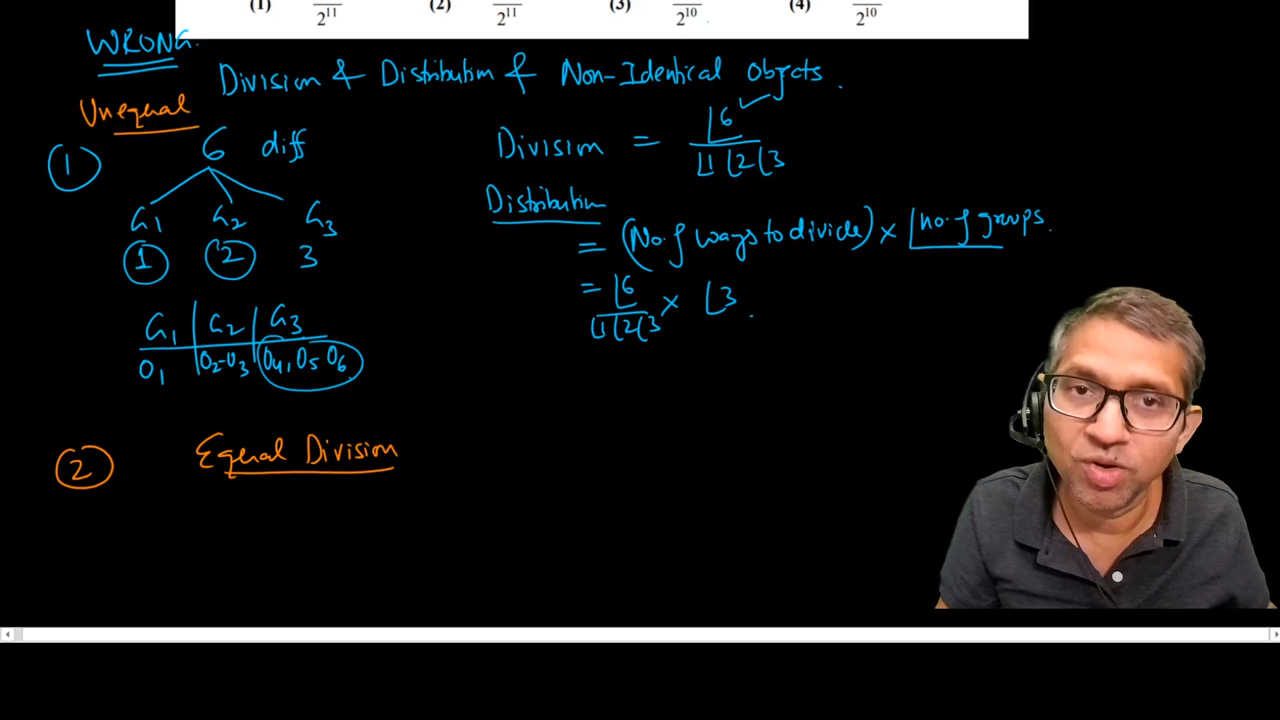 (1) 2^11 (2) 2^11 (3) 2^10 (4) 2^10
WRONG.
Division & Distribution of Non-Identical Objects.
Unequal
1 6 diff
G1 G2 G3
1 2 3
G1 | G2 | G3
O1 | O2-O3 | O4, O5 O6
Division = ⌊6 / ⌊1 ⌊2 ⌊3
Distribution
= (No. of ways to divide) × ⌊no. of groups.
= ⌊6 / ⌊1 ⌊2 ⌊3 × ⌊3.
2 Equal Division